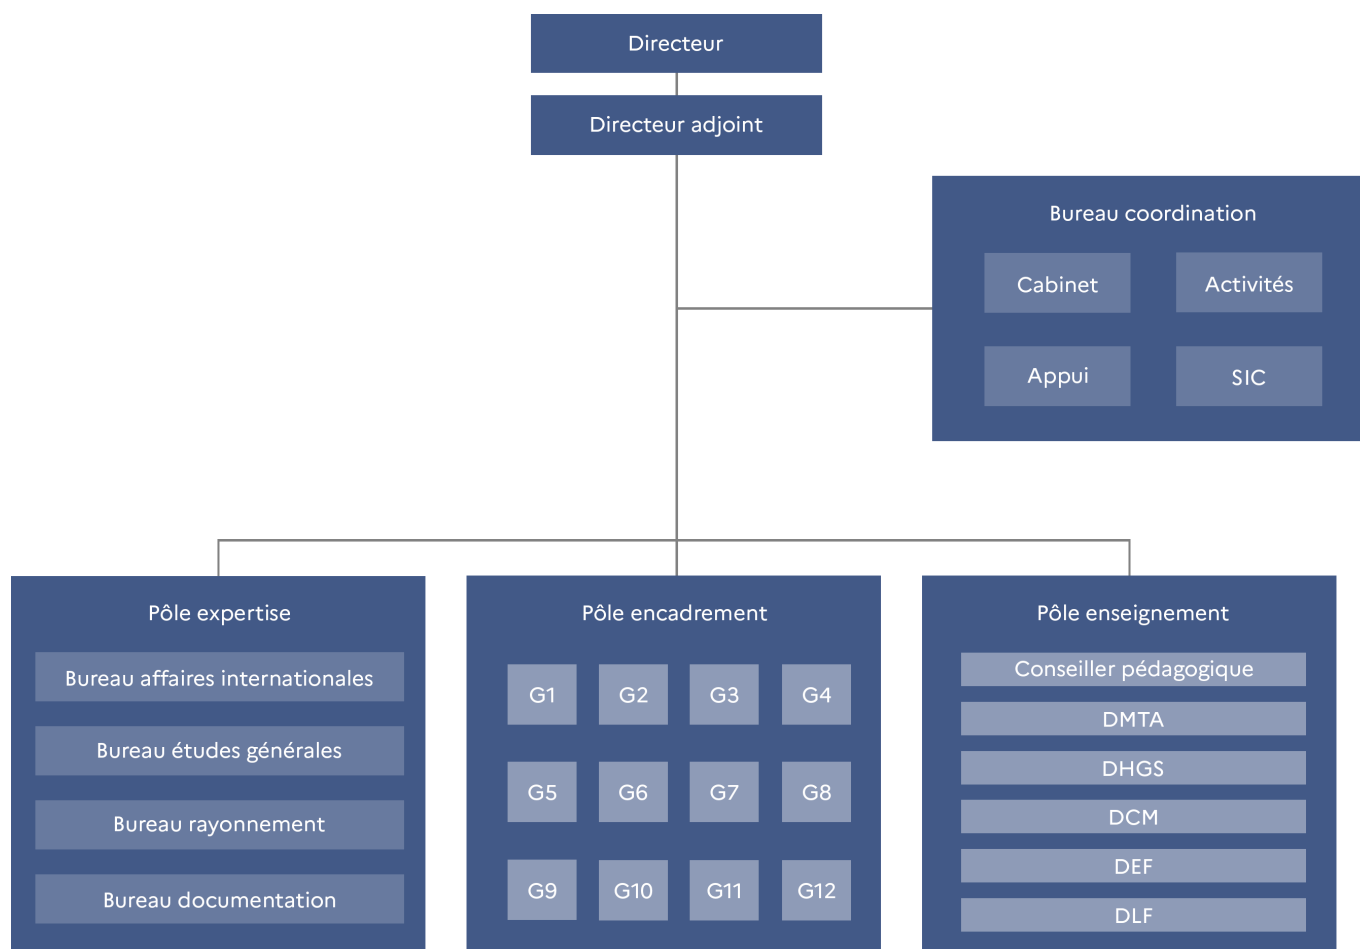 Directeur
Directeur adjoint
Bureau coordination
Cabinet
Activités
Appui
SIC
Pôle expertise
Bureau affaires internationales
Bureau études générales
Bureau rayonnement
Bureau documentation
Pôle encadrement
G1 G2 G3 G4
G5 G6 G7 G8
G9 G10 G11 G12
Pôle enseignement
Conseiller pédagogique
DMTA
DHGS
DCM
DEF
DLF